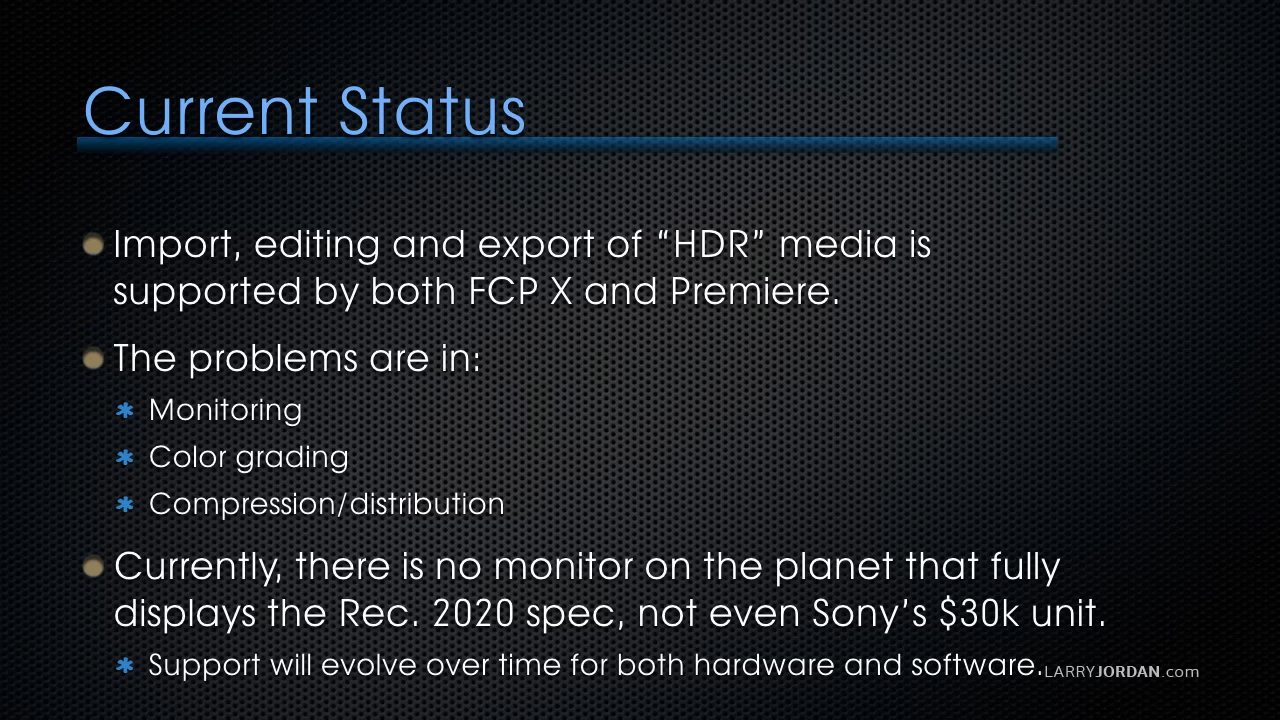 Current Status
Import, editing and export of “HDR” media is
supported by both FCP X and Premiere.
The problems are in:
Monitoring
Color grading
Compression/distribution
Currently, there is no monitor on the planet that fully
displays the Rec. 2020 spec, not even Sony’s $30k unit.
Support will evolve over time for both hardware and software.
LARRYJORDAN.com